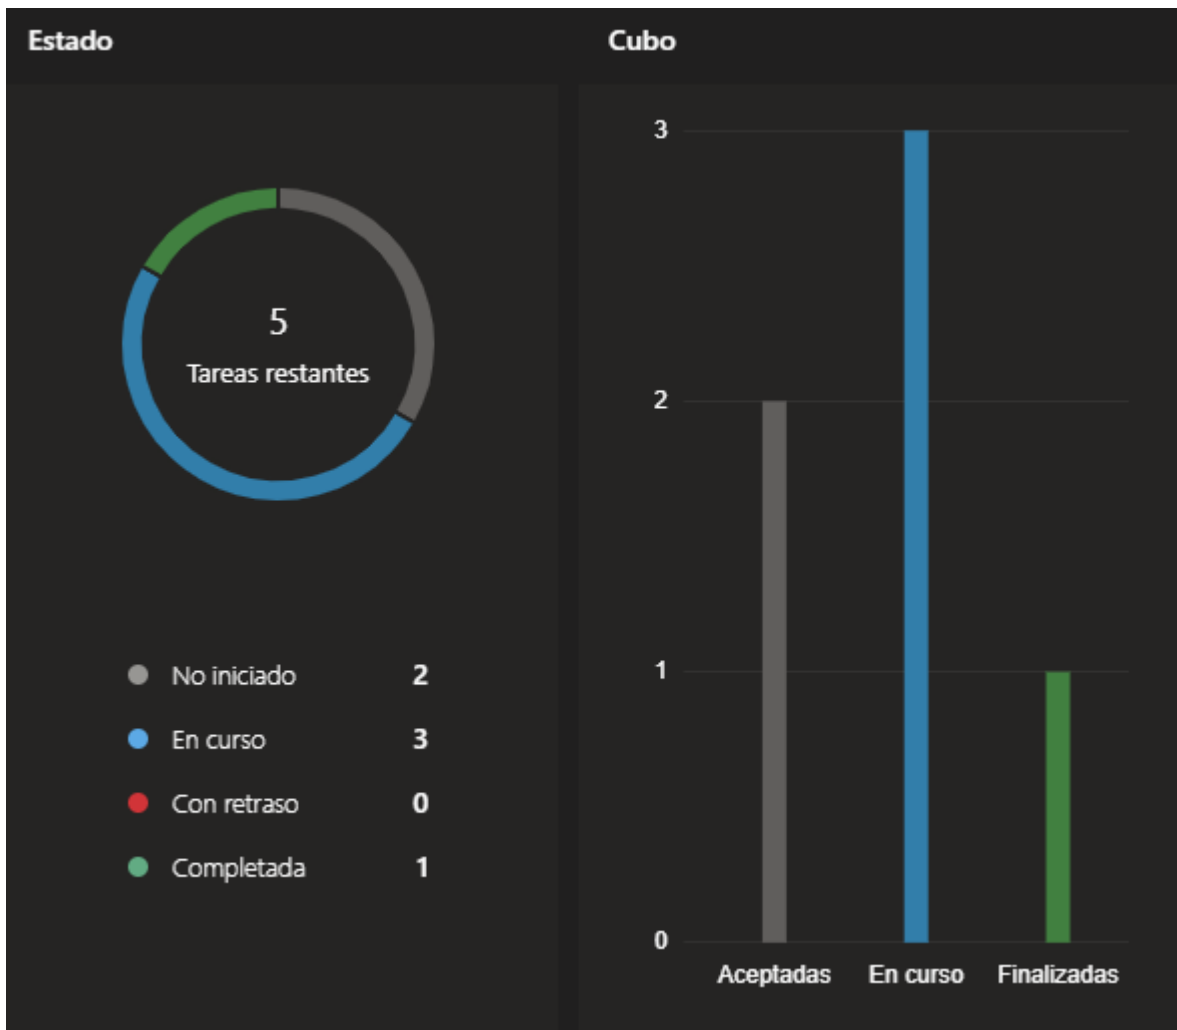 Estado
5
Tareas restantes
No iniciado 2
En curso 3
Con retraso 0
Completada 1
Cubo
3
2
1
0
Aceptadas En curso Finalizadas